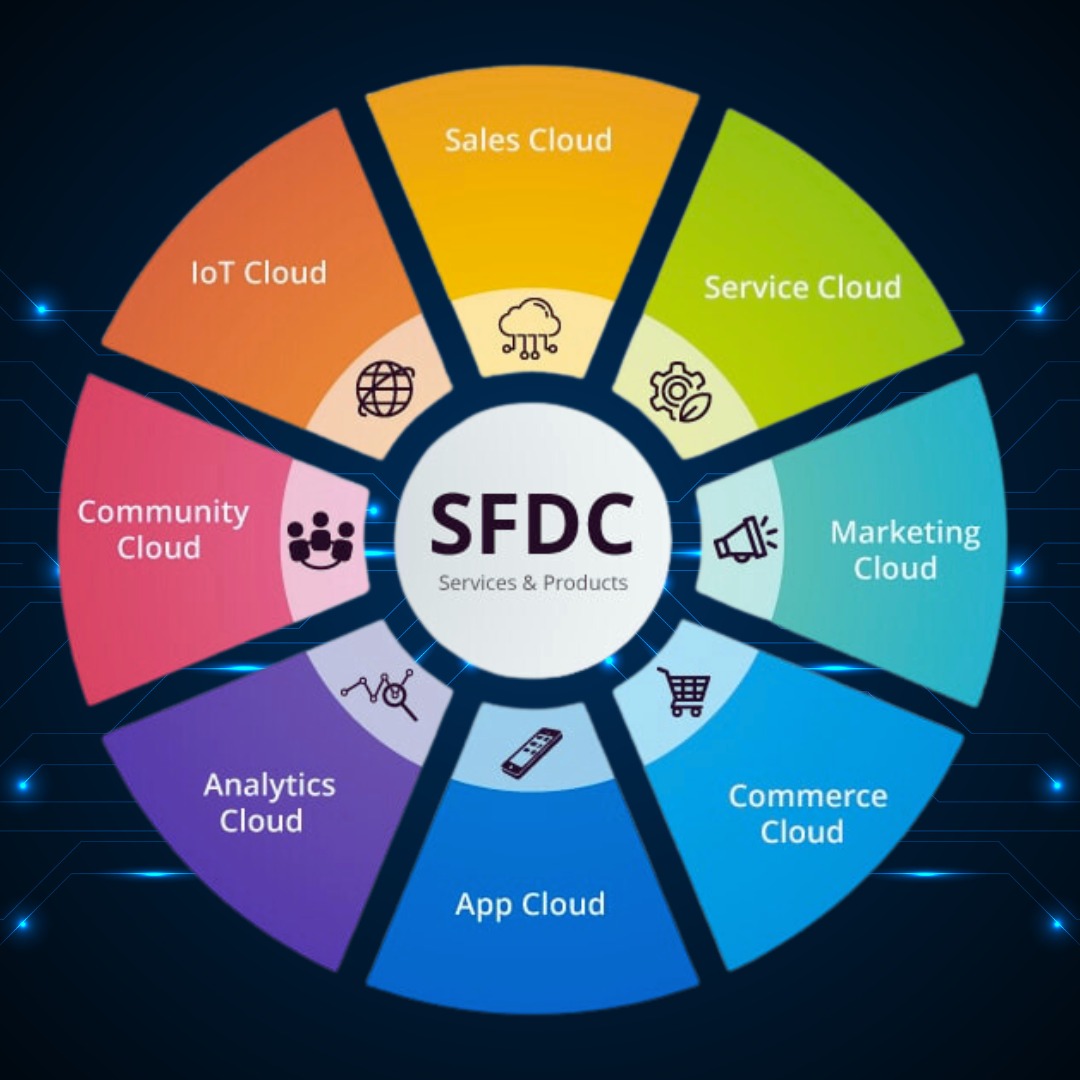 Sales Cloud
Service Cloud
Marketing
Cloud
Commerce
Cloud
App Cloud
Analytics
Cloud
Community
Cloud
IoT Cloud
SFDC
Services & Products